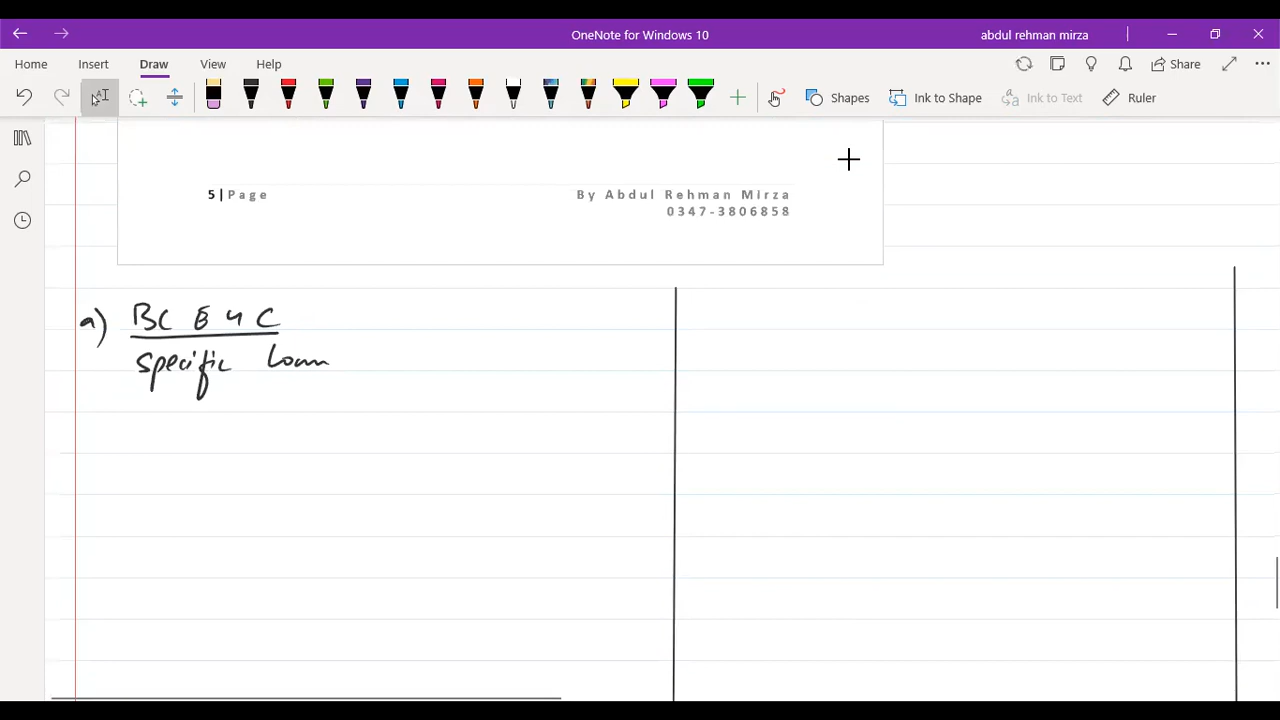 OneNote for Windows 10
abdul rehman mirza
Home Insert Draw View Help
Share
Shapes
Ink to Shape
Ink to Text
Ruler
5 | Page
By Abdul Rehman Mirza
0347-3806858
a) BC E 4 C
specific Loan